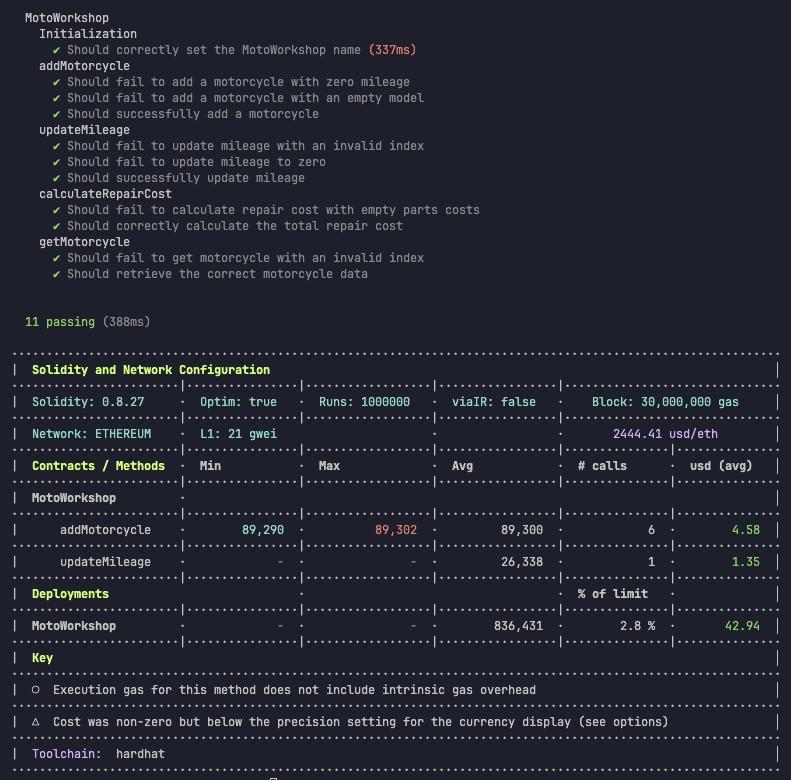 MotoWorkshop
Initialization
✔ Should correctly set the MotoWorkshop name (337ms)
addMotorcycle
✔ Should fail to add a motorcycle with zero mileage
✔ Should fail to add a motorcycle with an empty model
✔ Should successfully add a motorcycle
updateMileage
✔ Should fail to update mileage with an invalid index
✔ Should fail to update mileage to zero
✔ Should successfully update mileage
calculateRepairCost
✔ Should fail to calculate repair cost with empty parts costs
✔ Should correctly calculate the total repair cost
getMotorcycle
✔ Should fail to get motorcycle with an invalid index
✔ Should retrieve the correct motorcycle data
11 passing (388ms)
| Solidity and Network Configuration |
| Solidity: 0.8.27 · Optim: true · Runs: 1000000 · viaIR: false · Block: 30,000,000 gas |
| Network: ETHEREUM · L1: 21 gwei · · 2444.41 usd/eth |
| Contracts / Methods · Min · Max · Avg · # calls · usd (avg) |
| MotoWorkshop · |
| addMotorcycle · 89,290 · 89,302 · 89,300 · 6 · 4.58 |
| updateMileage · - · - · 26,338 · 1 · 1.35 |
| Deployments · · % of limit · |
| MotoWorkshop · - · - · 836,431 · 2.8 % · 42.94 |
| Key |
| ○ Execution gas for this method does not include intrinsic gas overhead |
| △ Cost was non-zero but below the precision setting for the currency display (see options) |
| Toolchain: hardhat |